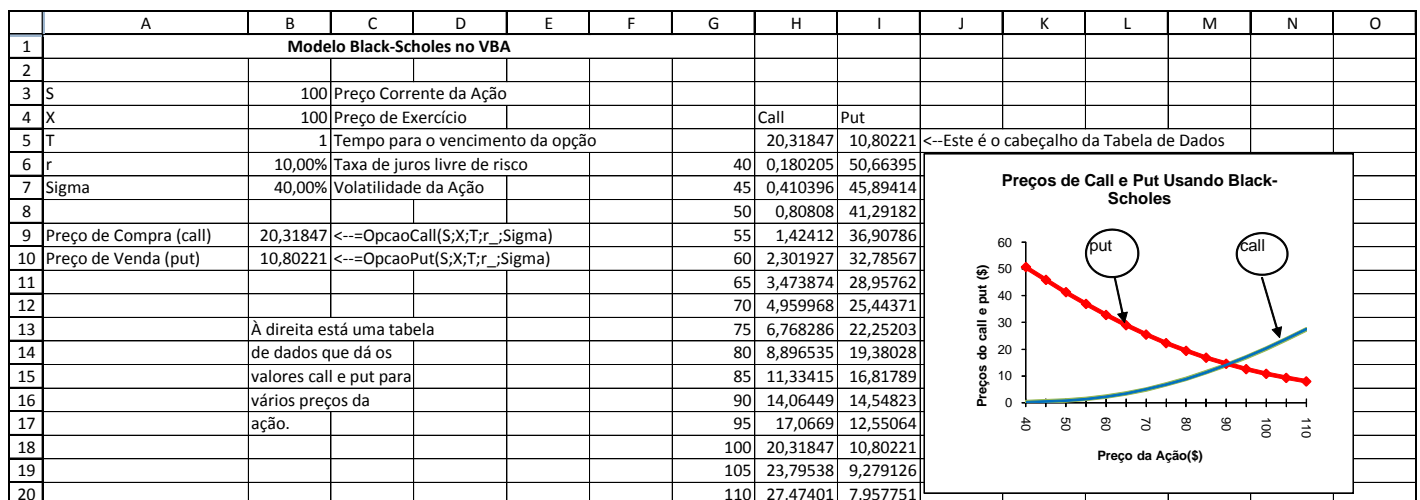 A B C D E F G H I J K L M N O
1 Modelo Black-Scholes no VBA
2
3 S 100 Preço Corrente da Ação
4 X 100 Preço de Exercício Call Put
5 T 1 Tempo para o vencimento da opção 20,31847 10,80221 <--Este é o cabeçalho da Tabela de Dados
6 r 10,00% Taxa de juros livre de risco 40 0,180205 50,66395
7 Sigma 40,00% Volatilidade da Ação 45 0,410396 45,89414
8 50 0,80808 41,29182
9 Preço de Compra (call) 20,31847 <--=OpcaoCall(S;X;T;r_;Sigma) 55 1,42412 36,90786
10 Preço de Venda (put) 10,80221 <--=OpcaoPut(S;X;T;r_;Sigma) 60 2,301927 32,78567
11 65 3,473874 28,95762
12 70 4,959968 25,44371
13 À direita está uma tabela 75 6,768286 22,25203
14 de dados que dá os 80 8,896535 19,38028
15 valores call e put para 85 11,33415 16,81789
16 vários preços da 90 14,06449 14,54823
17 ação. 95 17,0669 12,55064
18 100 20,31847 10,80221
19 105 23,79538 9,279126
20 110 27,47401 7,957751
Preços de Call e Put Usando Black-
Scholes
put call
Preços do call e put ($)
60
50
40
30
20
10
0
40 50 60 70 80 90 100 110
Preço da Ação($)